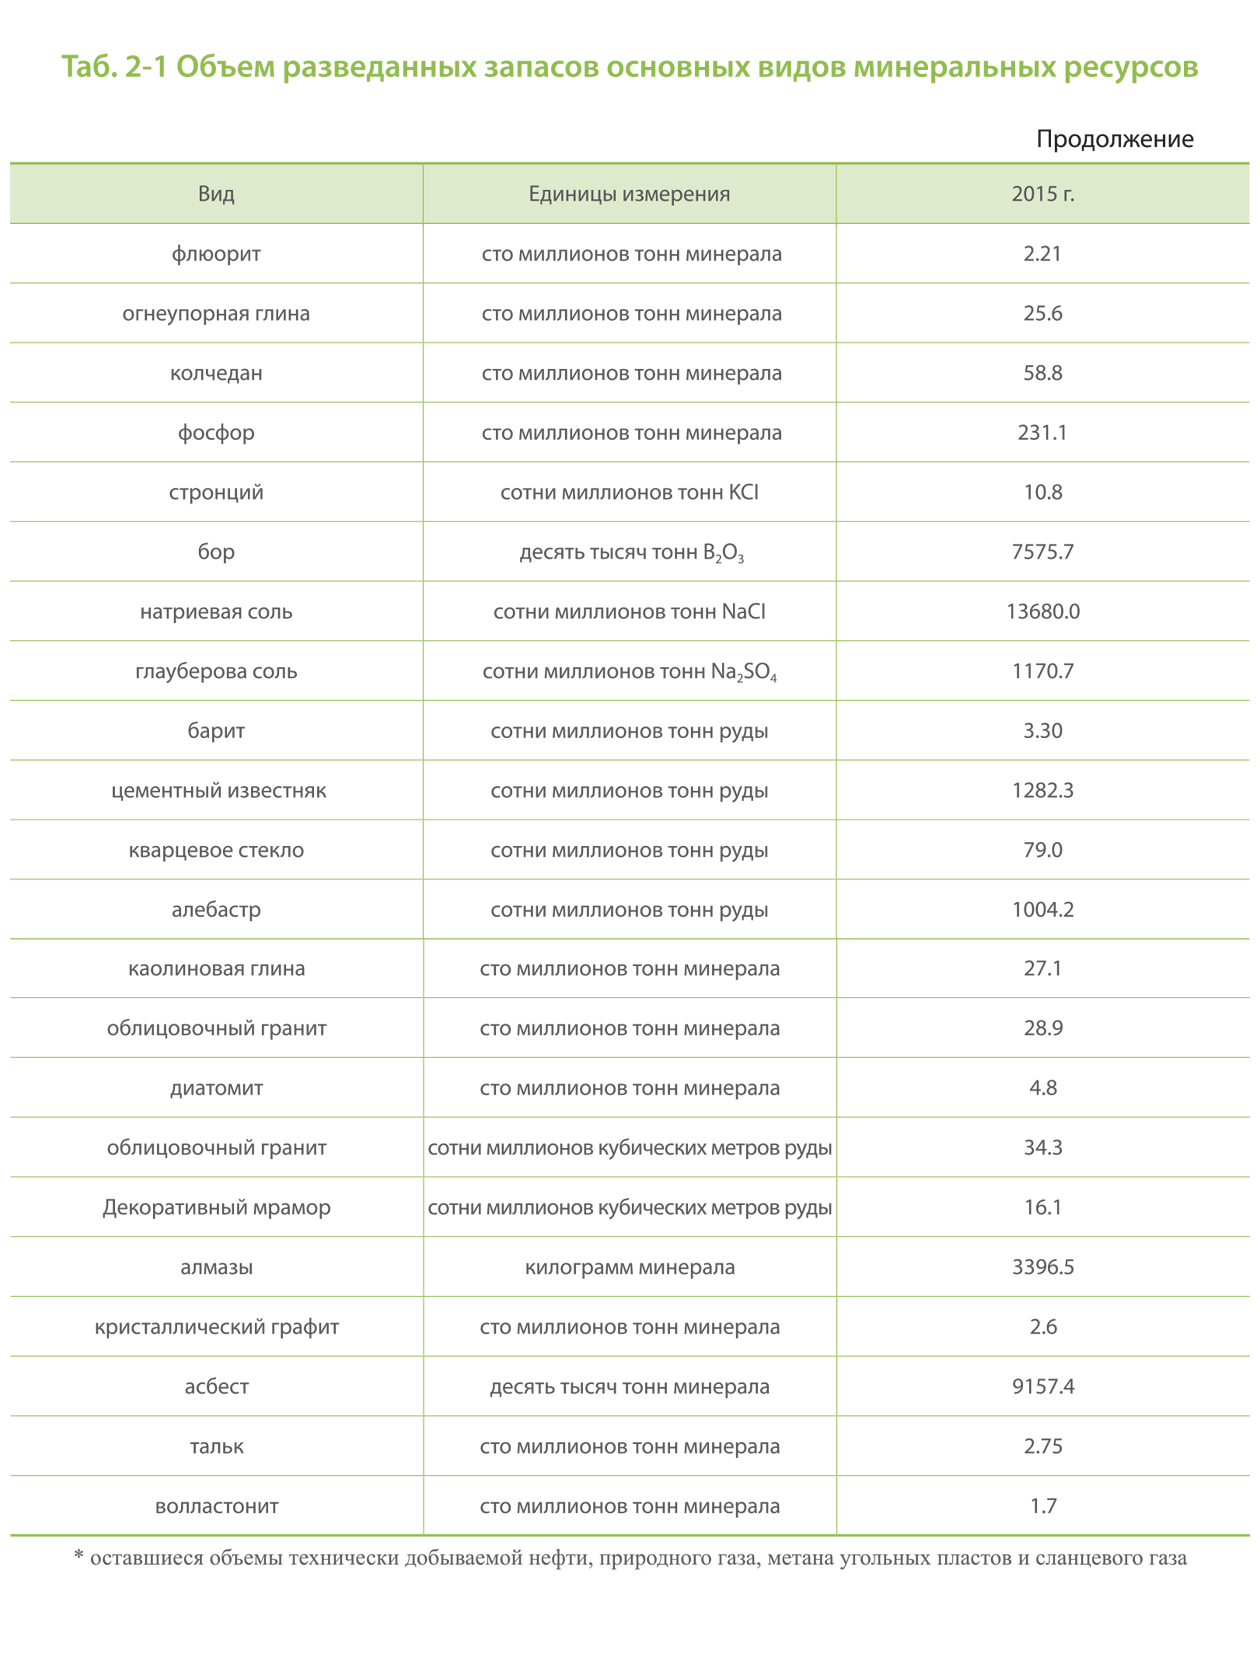 Таб. 2-1 Объем разведанных запасов основных видов минеральных ресурсов
Продолжение
Вид Единицы измерения 2015 г.
флюорит сто миллионов тонн минерала 2.21
огнеупорная глина сто миллионов тонн минерала 25.6
колчедан сто миллионов тонн минерала 58.8
фосфор сто миллионов тонн минерала 231.1
стронций сотни миллионов тонн KCl 10.8
бор десять тысяч тонн B₂O₃ 7575.7
натриевая соль сотни миллионов тонн NaCl 13680.0
глауберова соль сотни миллионов тонн Na₂SO₄ 1170.7
барит сотни миллионов тонн руды 3.30
цементный известняк сотни миллионов тонн руды 1282.3
кварцевое стекло сотни миллионов тонн руды 79.0
алебастр сотни миллионов тонн руды 1004.2
каолиновая глина сто миллионов тонн минерала 27.1
облицовочный гранит сто миллионов тонн минерала 28.9
диатомит сто миллионов тонн минерала 4.8
облицовочный гранит сотни миллионов кубических метров руды 34.3
Декоративный мрамор сотни миллионов кубических метров руды 16.1
алмазы килограмм минерала 3396.5
кристаллический графит сто миллионов тонн минерала 2.6
асбест десять тысяч тонн минерала 9157.4
тальк сто миллионов тонн минерала 2.75
волластонит сто миллионов тонн минерала 1.7
* оставшиеся объемы технически добываемой нефти, природного газа, метана угольных пластов и сланцевого газа